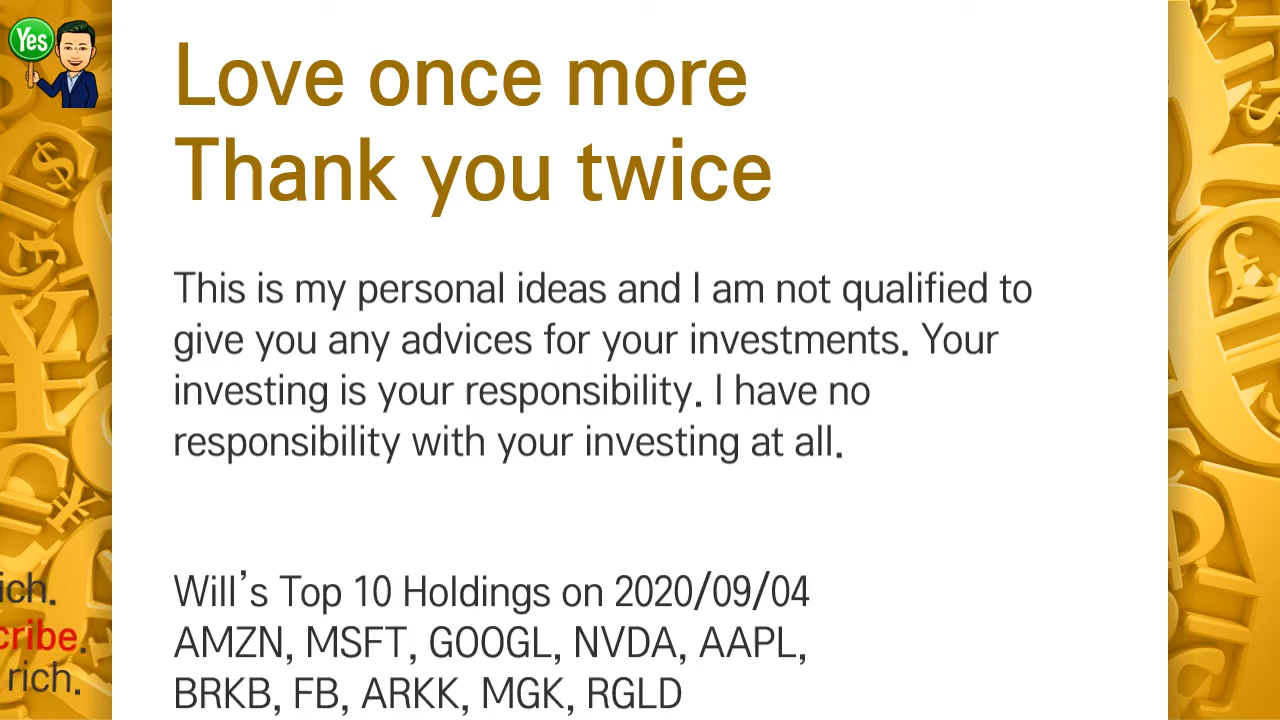 Yes
Love once more
Thank you twice
This is my personal ideas and I am not qualified to
give you any advices for your investments. Your
investing is your responsibility. I have no
responsibility with your investing at all.
Will's Top 10 Holdings on 2020/09/04
AMZN, MSFT, GOOGL, NVDA, AAPL,
BRKB, FB, ARKK, MGK, RGLD
rich.